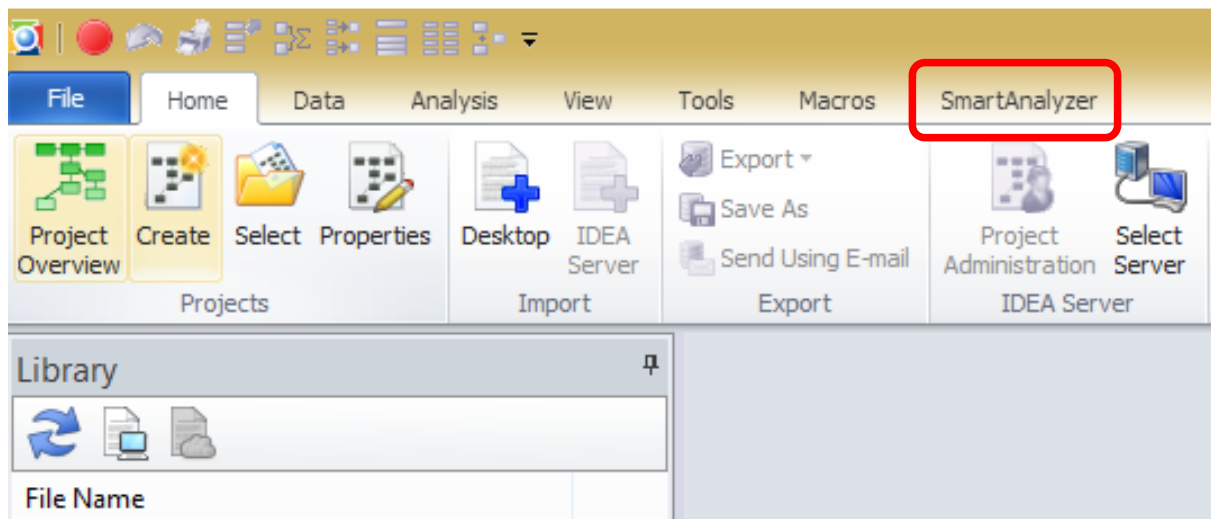 File Home Data Analysis View Tools Macros SmartAnalyzer
Project Overview
Create
Select
Properties
Desktop
IDEA Server
Export
Save As
Send Using E-mail
Project Administration
Select Server
Projects Import Export IDEA Server
Library
File Name